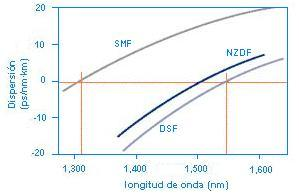 20
10
0
-10
20
Dispersión
(ps/nm·km)
SMF
NZDF
DSF
1,300
1,400
1,500
1,600
longitud de onda (nm)